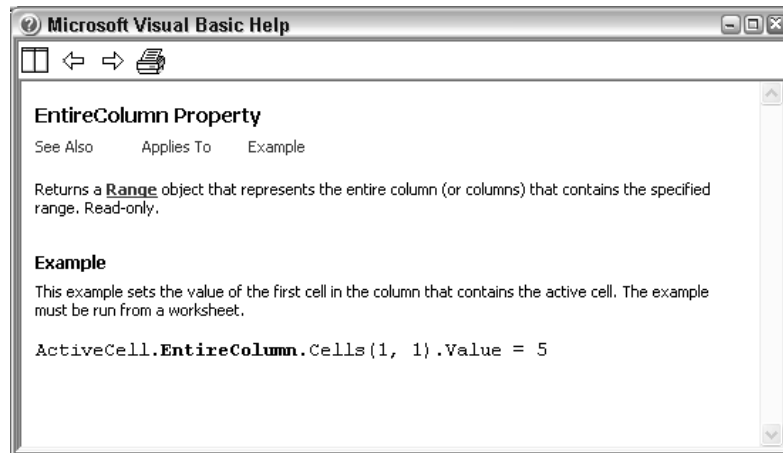 Microsoft Visual Basic Help
EntireColumn Property
See Also Applies To Example
Returns a Range object that represents the entire column (or columns) that contains the specified
range. Read-only.
Example
This example sets the value of the first cell in the column that contains the active cell. The example
must be run from a worksheet.
ActiveCell.EntireColumn.Cells(1, 1).Value = 5